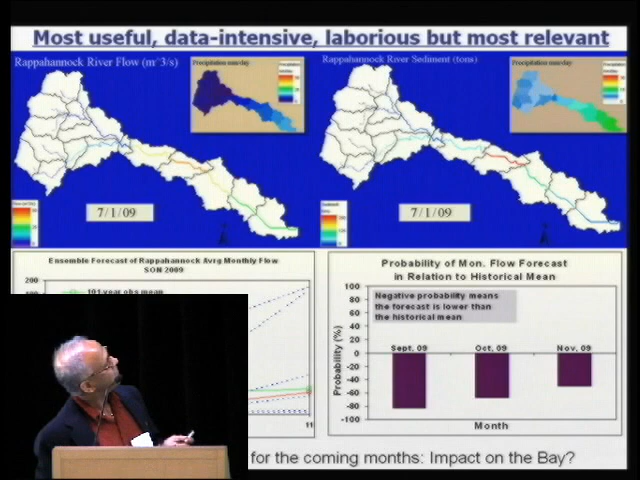 Most useful, data-intensive, laborious but most relevant
Rappahannock River Flow (m^3/s)
Precipitation mm/day
7/1/09
Rappahannock River Sediment (tons)
Precipitation mm/day
7/1/09
Ensemble Forecast of Rappahannock Avrg Monthly Flow
SON 2009
200
101-year obs mean
11
Probability of Mon. Flow Forecast
in Relation to Historical Mean
Negative probability means
the forecast is lower than
the historical mean
Probability (%)
100
80
60
40
20
0
-20
-40
-60
-80
-100
Sept, 09
Oct, 09
Nov, 09
Month
for the coming months: Impact on the Bay?